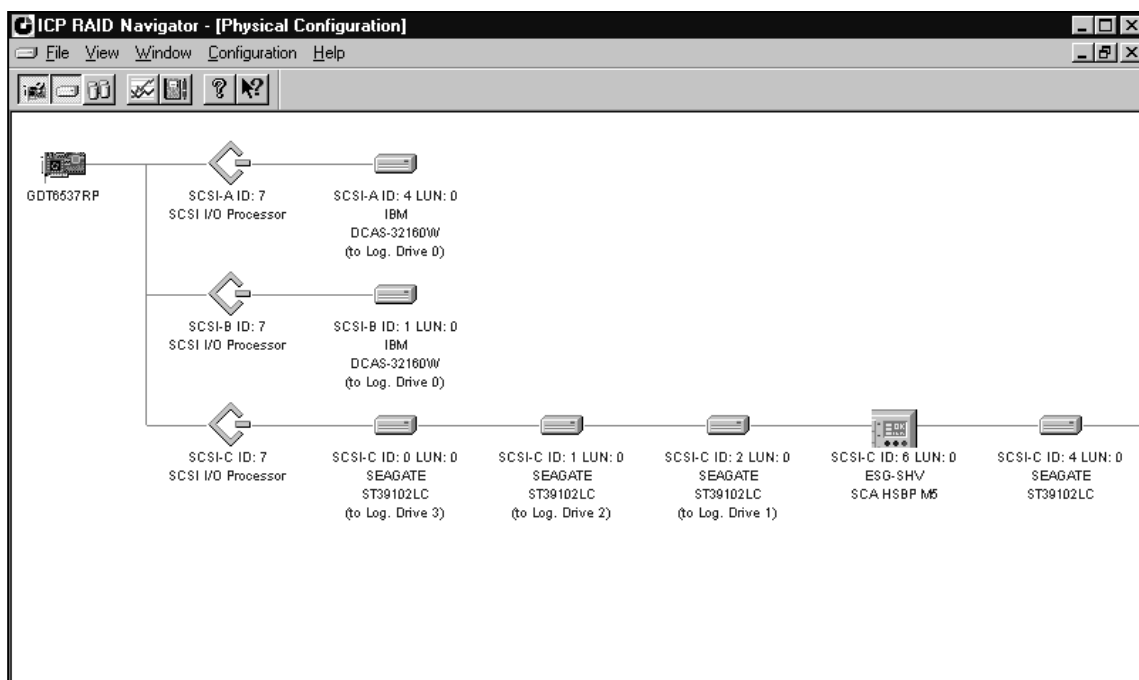 ICP RAID Navigator - [Physical Configuration]
File View Window Configuration Help
GDT6537RP
SCSI-A ID: 7
SCSI I/O Processor
SCSI-A ID: 4 LUN: 0
IBM
DCAS-32160W
(to Log. Drive 0)
SCSI-B ID: 7
SCSI I/O Processor
SCSI-B ID: 1 LUN: 0
IBM
DCAS-32160W
(to Log. Drive 0)
SCSI-C ID: 7
SCSI I/O Processor
SCSI-C ID: 0 LUN: 0
SEAGATE
ST39102LC
(to Log. Drive 3)
SCSI-C ID: 1 LUN: 0
SEAGATE
ST39102LC
(to Log. Drive 2)
SCSI-C ID: 2 LUN: 0
SEAGATE
ST39102LC
(to Log. Drive 1)
SCSI-C ID: 6 LUN: 0
ESG-SHV
SCA HSBP M5
SCSI-C ID: 4 LUN: 0
SEAGATE
ST39102LC